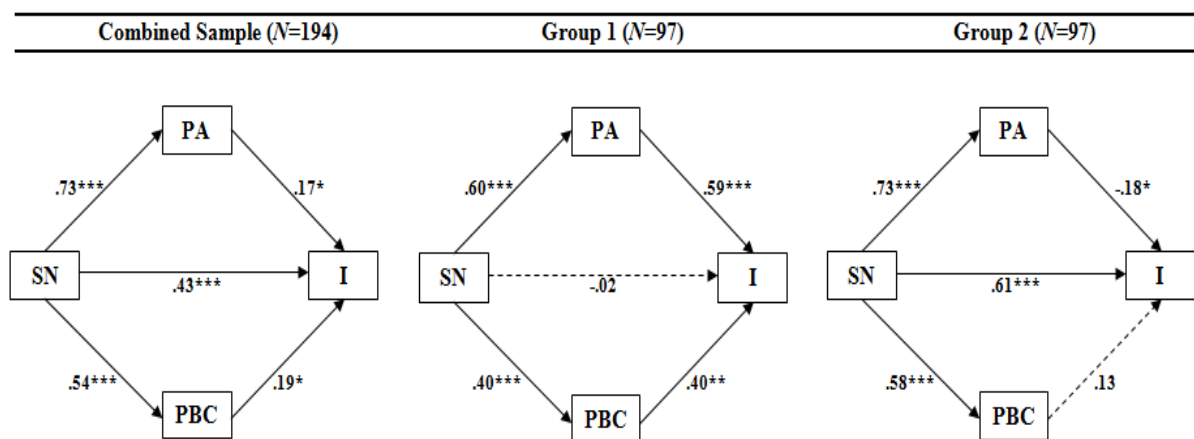 Combined Sample (N=194) Group 1 (N=97) Group 2 (N=97)
PA PA PA
.73*** .17* .60*** .59*** .73*** -.18*
SN I SN I SN I
.43*** -.02 .61***
.54*** .19* .40*** .40** .58*** .13
PBC PBC PBC